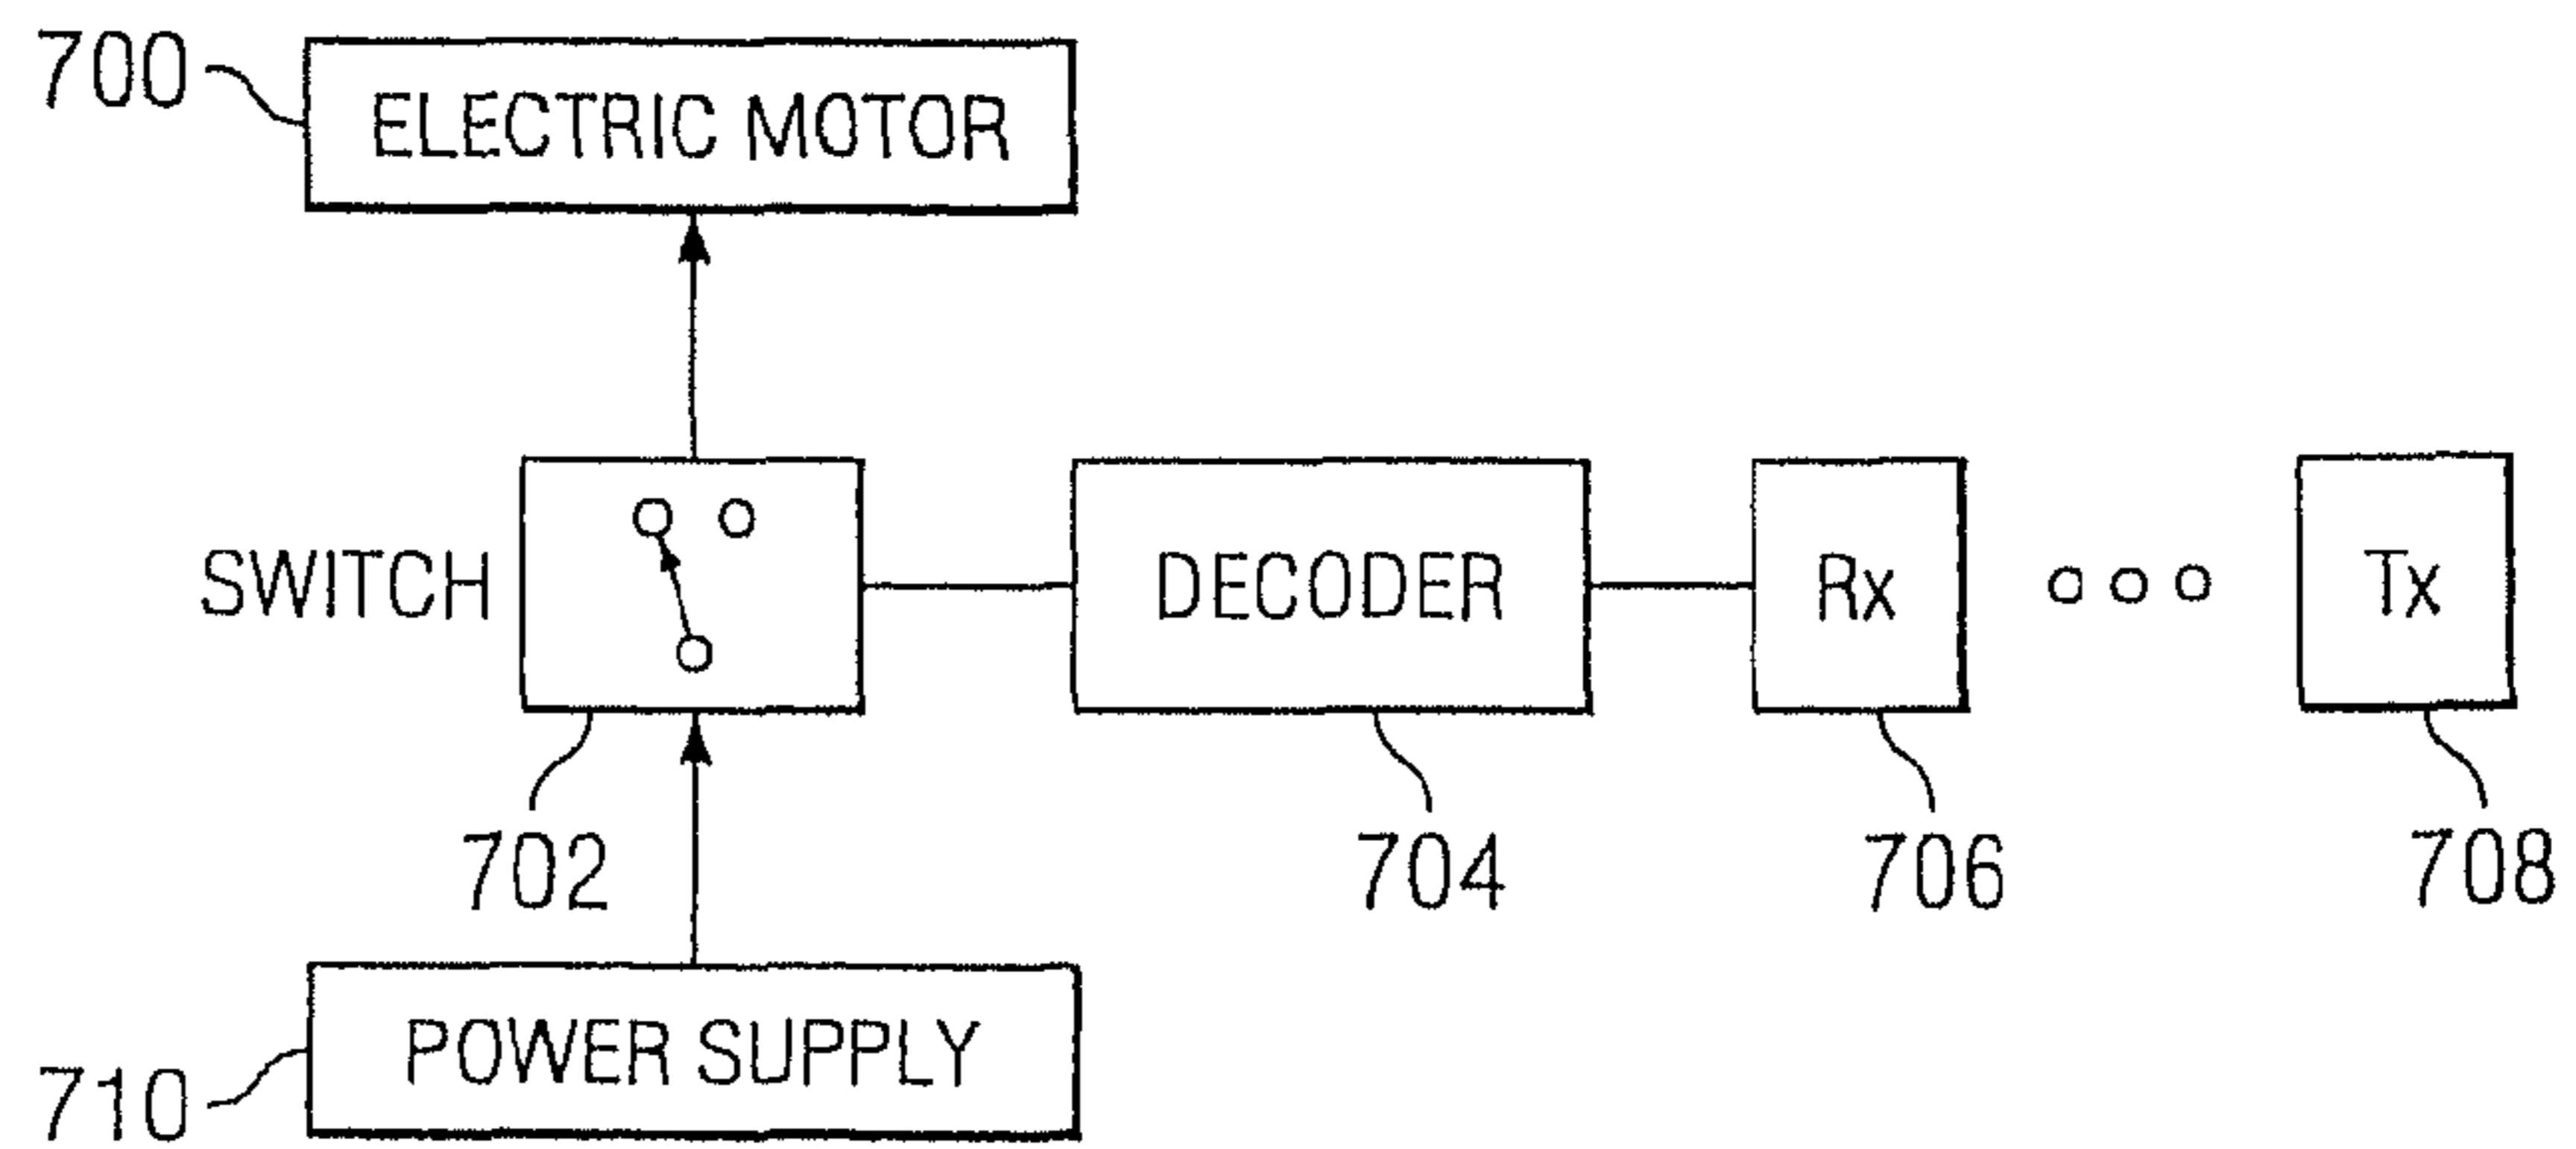 700
ELECTRIC MOTOR
SWITCH
DECODER
Rx
Tx
702
704
706
708
POWER SUPPLY
710